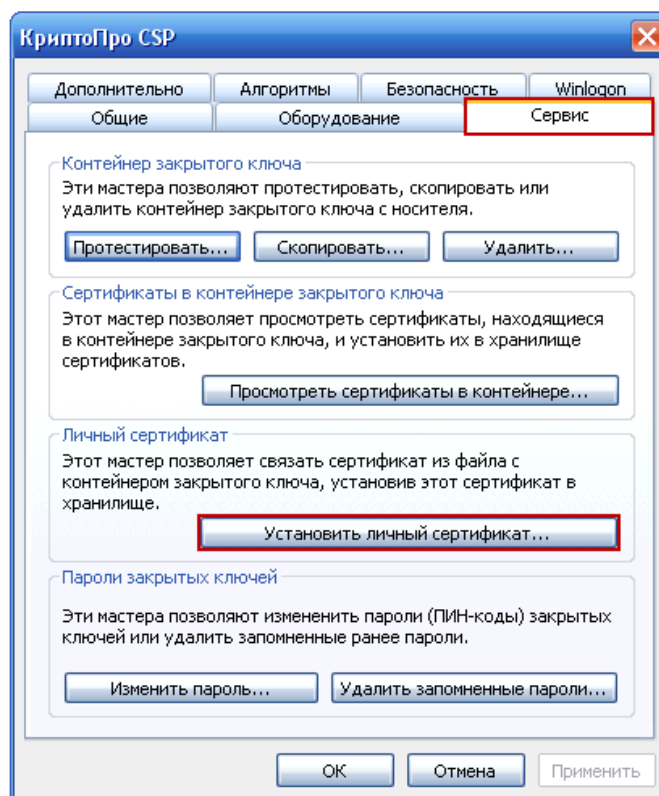 КриптоПро CSP
Дополнительно Алгоритмы Безопасность Winlogon
Общие Оборудование Сервис
Контейнер закрытого ключа
Эти мастера позволяют протестировать, скопировать или
удалить контейнер закрытого ключа с носителя.
Протестировать... Скопировать... Удалить...
Сертификаты в контейнере закрытого ключа
Этот мастер позволяет просмотреть сертификаты, находящиеся
в контейнере закрытого ключа, и установить их в хранилище
сертификатов.
Просмотреть сертификаты в контейнере...
Личный сертификат
Этот мастер позволяет связать сертификат из файла с
контейнером закрытого ключа, установив этот сертификат в
хранилище.
Установить личный сертификат...
Пароли закрытых ключей
Эти мастера позволяют измененить пароли (ПИН-коды) закрытых
ключей или удалить запомненные ранее пароли.
Изменить пароль... Удалить запомненные пароли...
ОК Отмена Применить